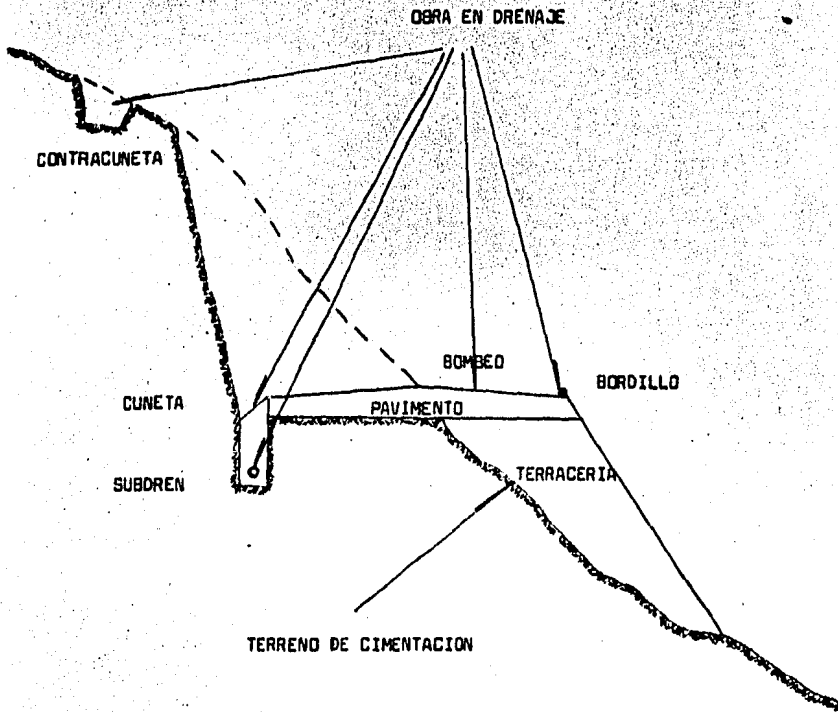 OBRA EN DRENAJE
CONTRACUNETA
BOMBEO
BORDILLO
CUNETA
PAVIMENTO
SUBDREN
TERRACERIA
TERRENO DE CIMENTACION